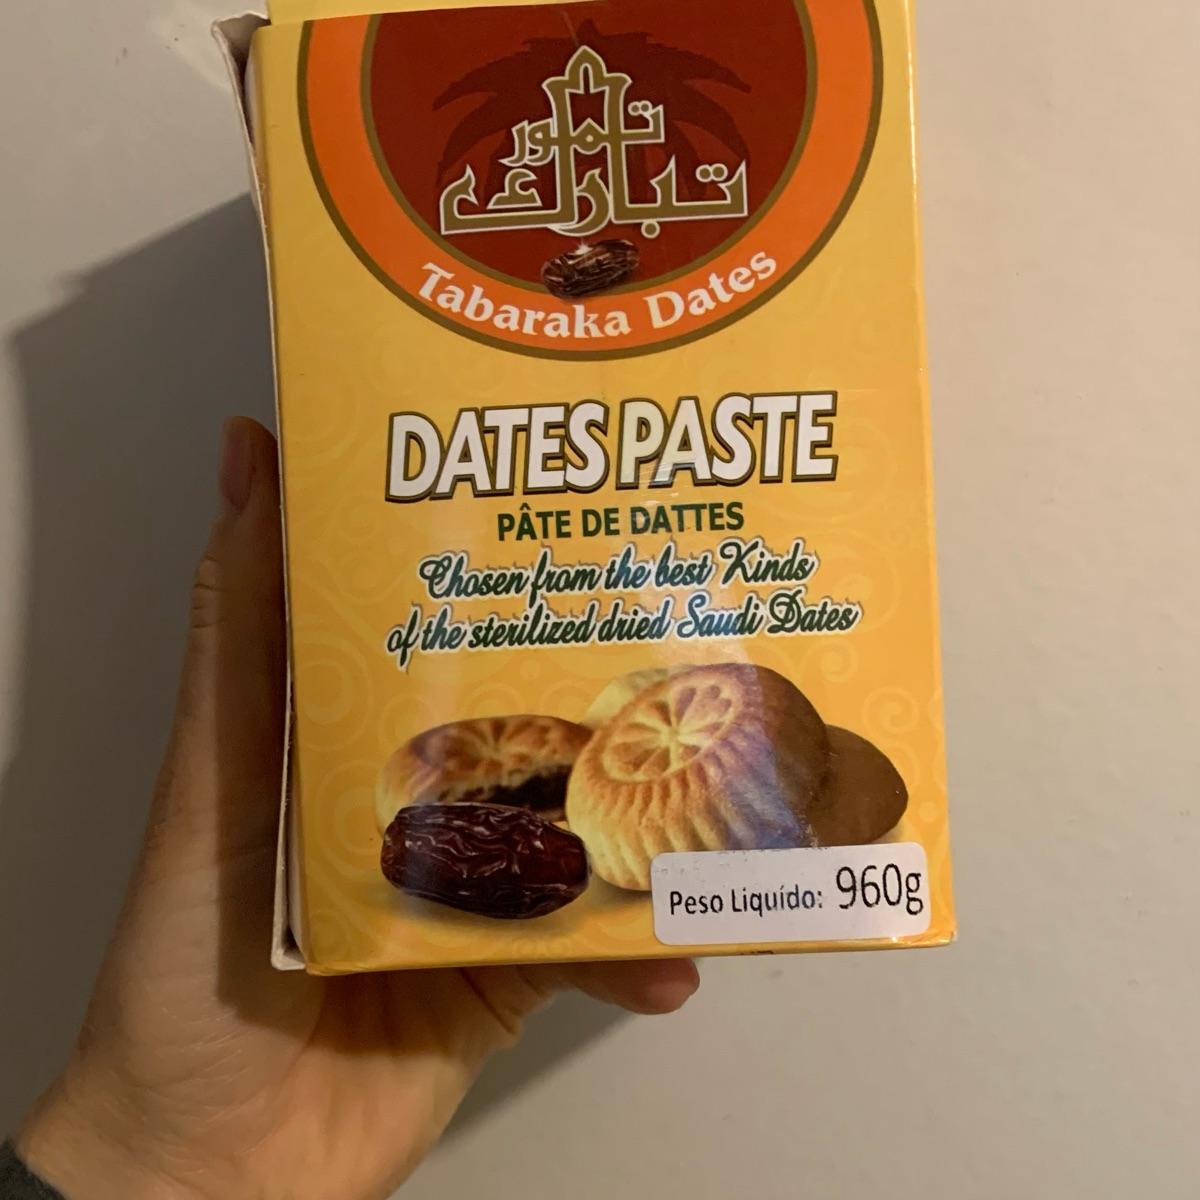 تمور
تبارك
Tabaraka Dates
DATES PASTE
PÂTE DE DATTES
Chosen from the best Kinds
of the sterilized dried Saudi Dates
Peso Liquído: 960g